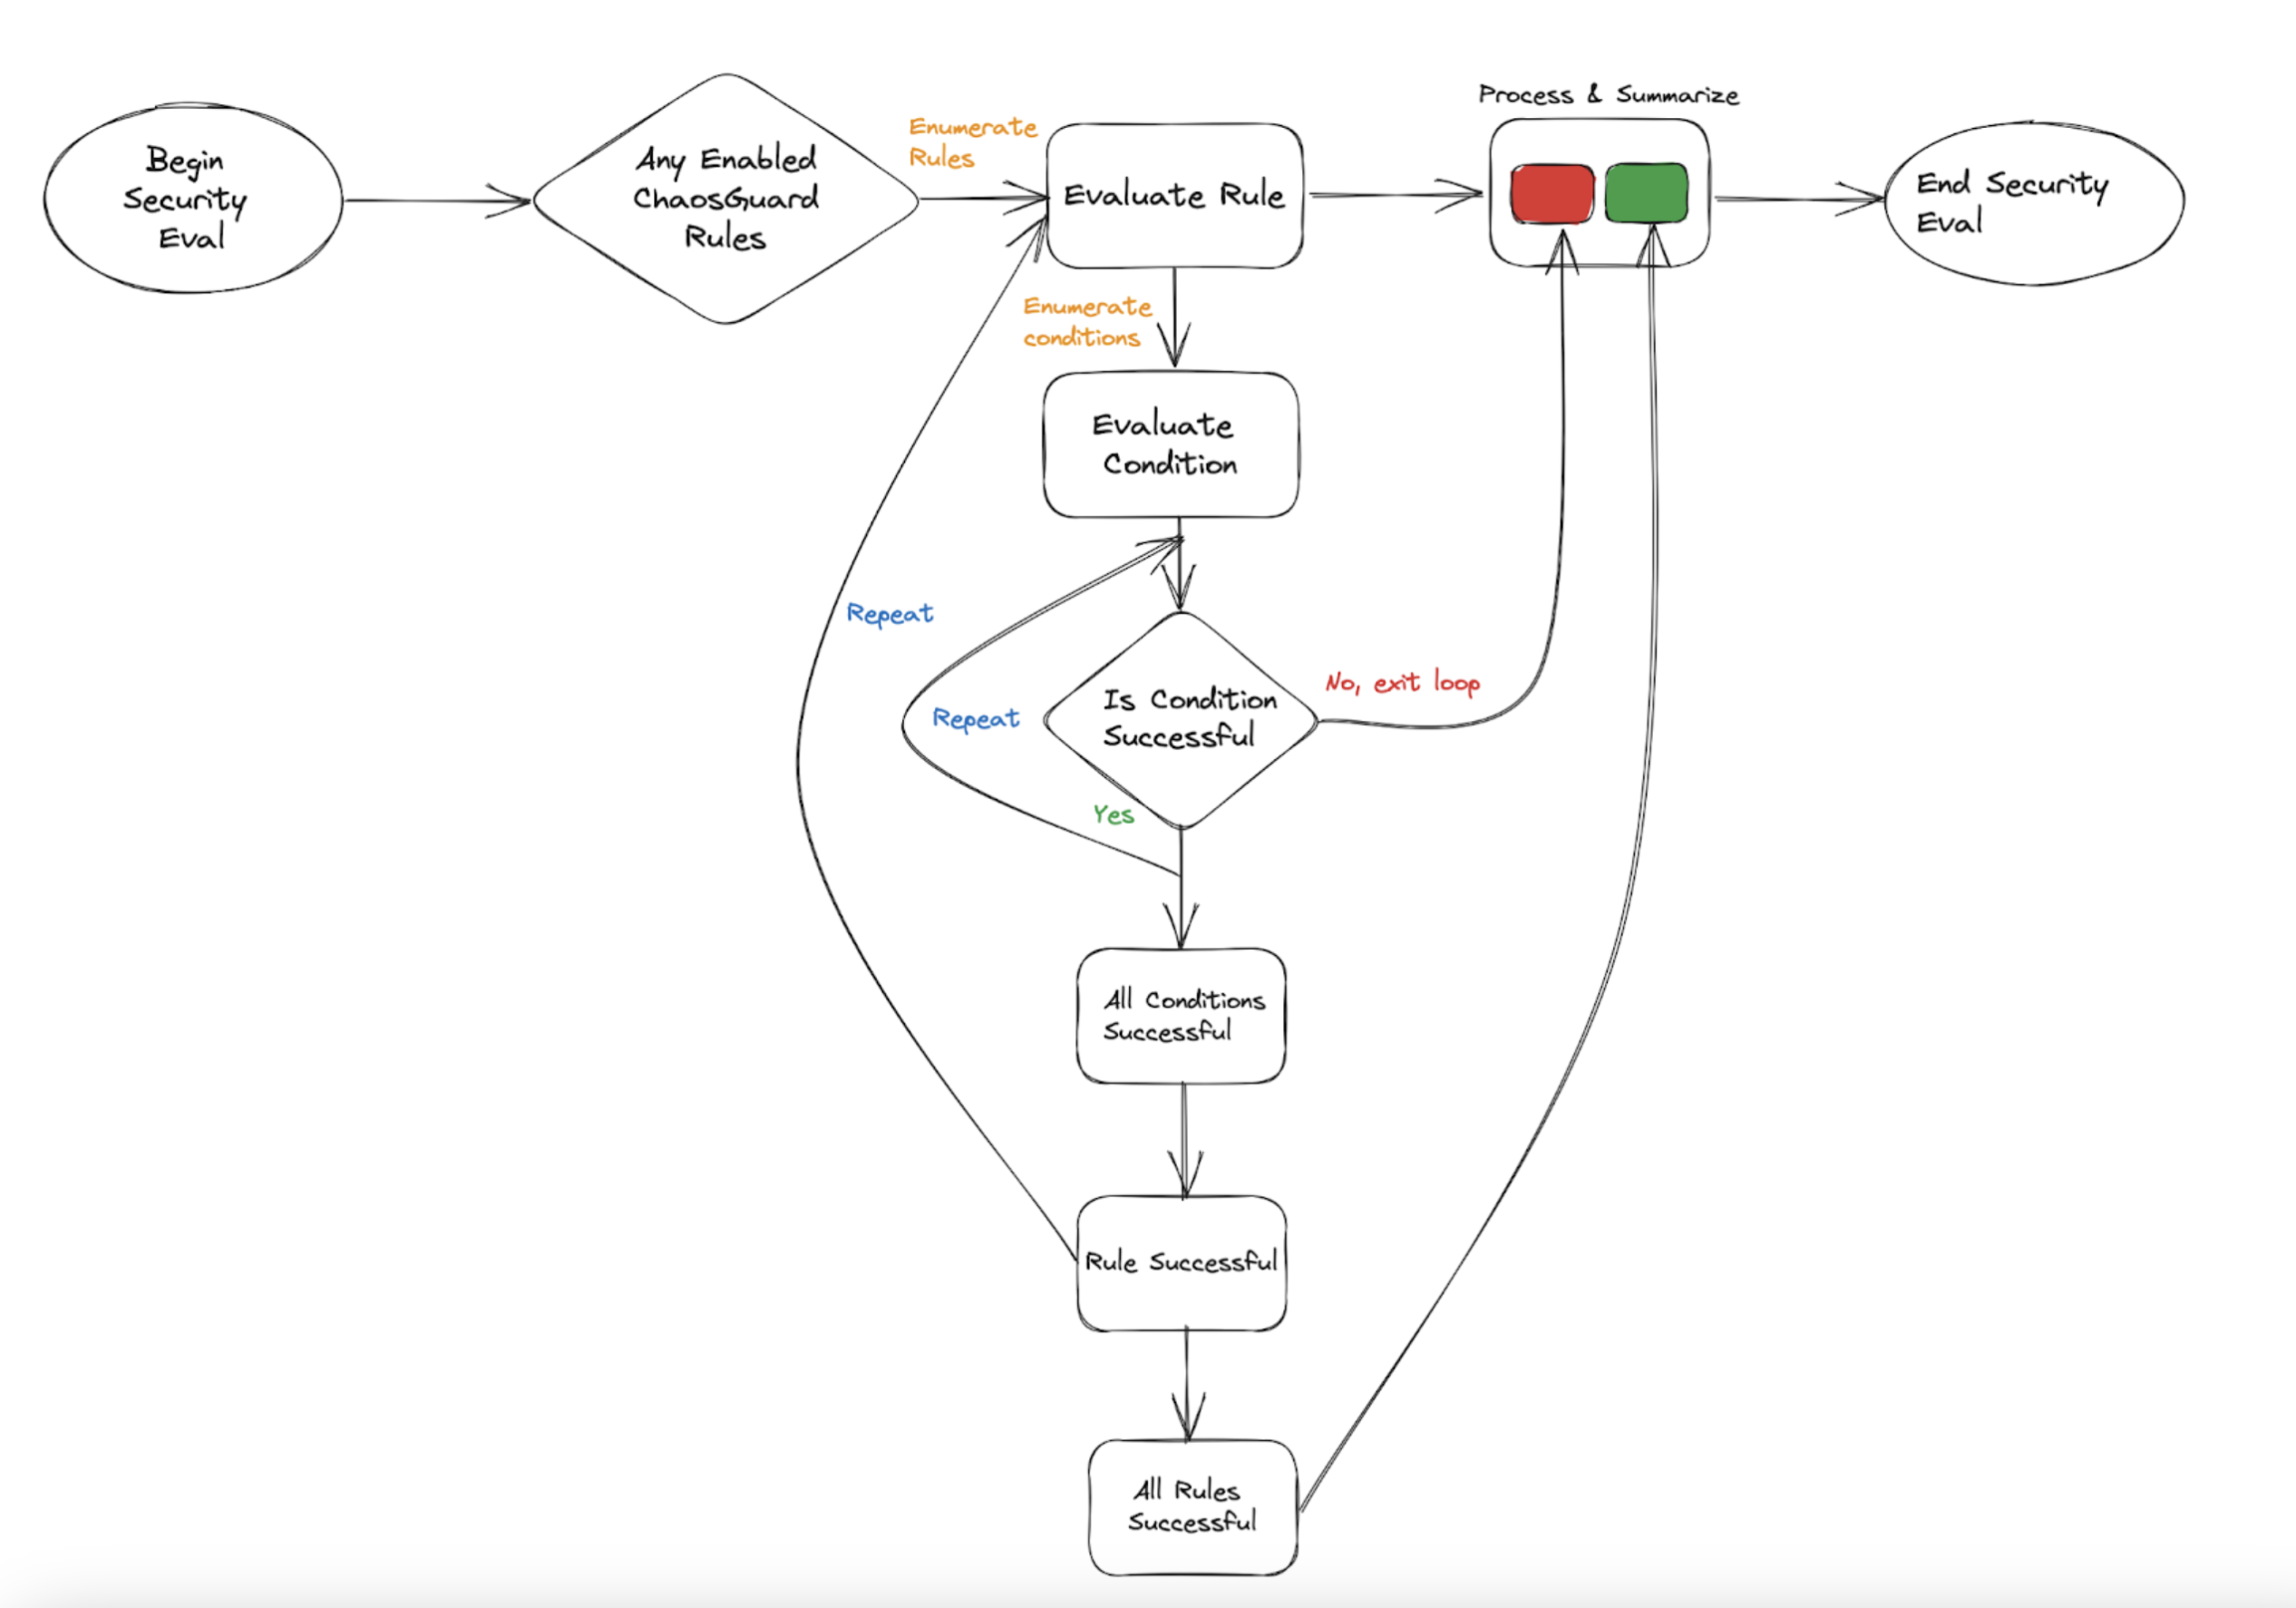 Begin
Security
Eval
Any Enabled
ChaosGuard
Rules
Enumerate
Rules
Evaluate Rule
Process & Summarize
End Security
Eval
Enumerate
conditions
Evaluate
Condition
Repeat
Repeat
Is Condition
Successful
No, exit loop
Yes
All Conditions
Successful
Rule Successful
All Rules
Successful